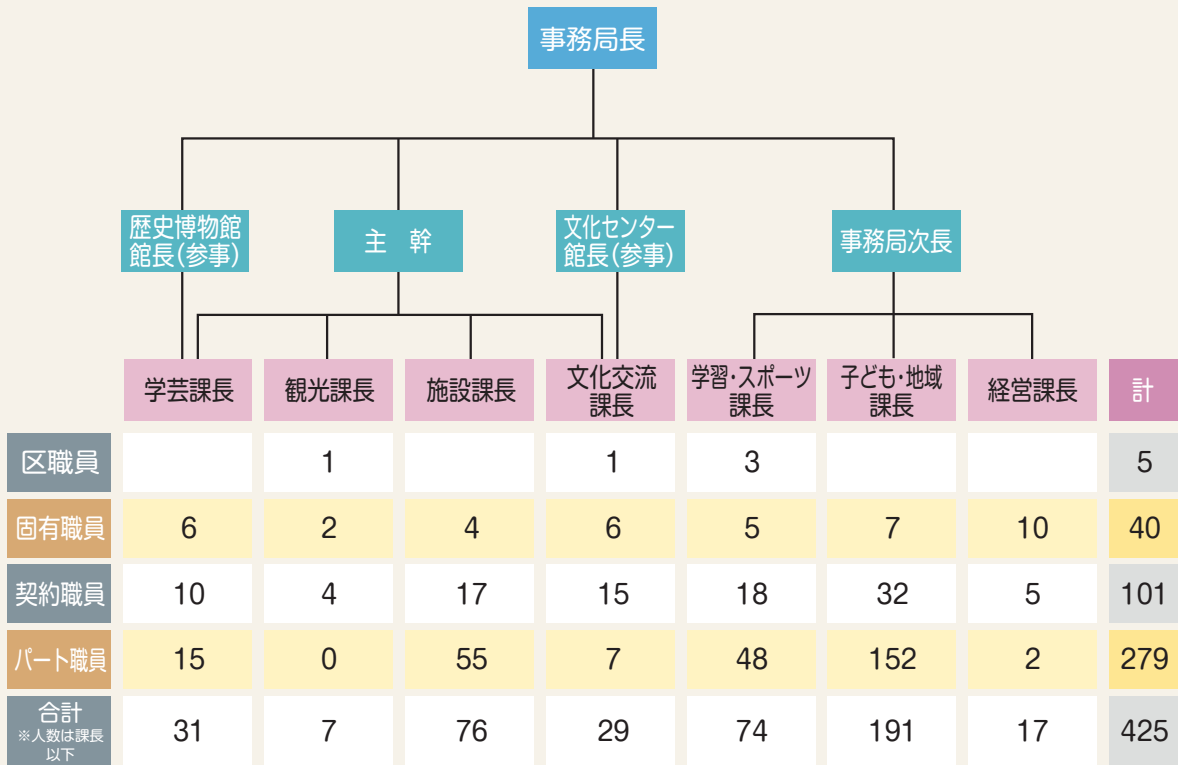 事務局長
歴史博物館
館長(参事)
主 幹
文化センター
館長(参事)
事務局次長
学芸課長
観光課長
施設課長
文化交流
課長
学習・スポーツ
課長
子ども・地域
課長
経営課長
計
区職員 1 1 3 5
固有職員 6 2 4 6 5 7 10 40
契約職員 10 4 17 15 18 32 5 101
パート職員 15 0 55 7 48 152 2 279
合計
※人数は課長
以下
31 7 76 29 74 191 17 425